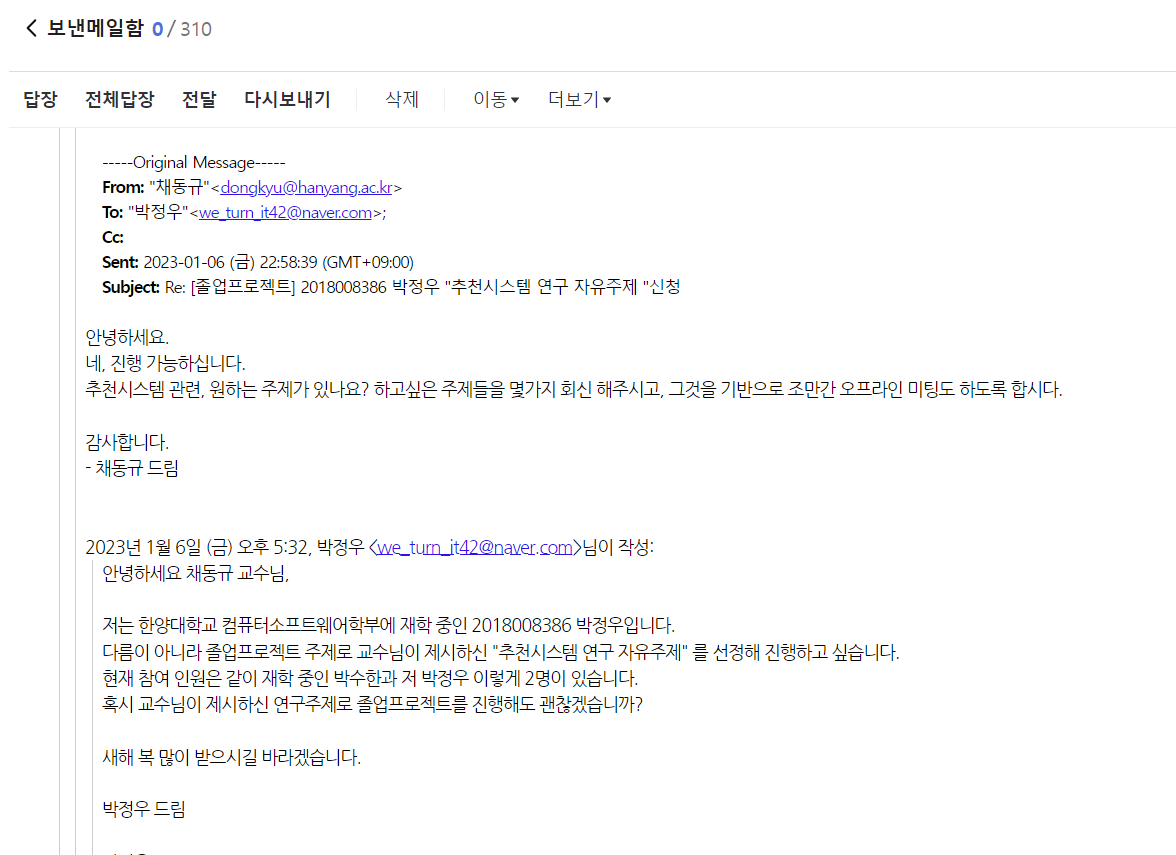 보낸메일함 0 / 310
답장 전체답장 전달 다시보내기 삭제 이동 더보기
-----Original Message-----
From: "채동규"<dongkyu@hanyang.ac.kr>
To: "박정우"<we_turn_it42@naver.com>;
Cc:
Sent: 2023-01-06 (금) 22:58:39 (GMT+09:00)
Subject: Re: [졸업프로젝트] 2018008386 박정우 "추천시스템 연구 자유주제 "신청
안녕하세요.
네, 진행 가능하십니다.
추천시스템 관련, 원하는 주제가 있나요? 하고싶은 주제들을 몇가지 회신 해주시고, 그것을 기반으로 조만간 오프라인 미팅도 하도록 합시다.
감사합니다.
- 채동규 드림
2023년 1월 6일 (금) 오후 5:32, 박정우 <we_turn_it42@naver.com>님이 작성:
안녕하세요 채동규 교수님,
저는 한양대학교 컴퓨터소프트웨어학부에 재학 중인 2018008386 박정우입니다.
다름이 아니라 졸업프로젝트 주제로 교수님이 제시하신 "추천시스템 연구 자유주제" 를 선정해 진행하고 싶습니다.
현재 참여 인원은 같이 재학 중인 박수한과 저 박정우 이렇게 2명이 있습니다.
혹시 교수님이 제시하신 연구주제로 졸업프로젝트를 진행해도 괜찮겠습니까?
새해 복 많이 받으시길 바라겠습니다.
박정우 드림